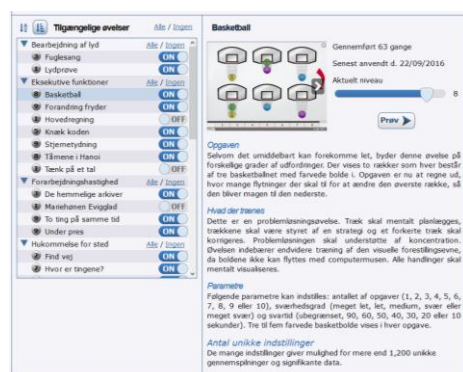 Tilgængelige øvelser
Alle / Ingen
Bearbejdning af lyd Alle / Ingen
Fuglesang ON
Lydprøve ON
Eksekutive funktioner Alle / Ingen
Basketball ON
Forandring fryder ON
Hovedregning OFF
Knæk koden ON
Stjernetydning ON
Tårnene i Hanoi ON
Tænk på et tal OFF
Forarbejdningshastighed Alle / Ingen
De hemmelige arkiver ON
Mariehønen Evigglad OFF
To ting på samme tid ON
Under pres ON
Hukommelse for sted Alle / Ingen
Find vej ON
Hvor er tingene? ON
Basketball
Gennemført 63 gange
Senest anvendt d. 22/09/2016
Aktuelt niveau
8
Prøv
Opgaven
Selvom det umiddelbart kan forekomme let, byder denne øvelse på
forskellige grader af udfordringer. Der vises to rækker som hver består
af tre basketballnet med farvede bolde i. Opgaven er nu at regne ud,
hvor mange flytninger der skal til for at ændre den øverste række, så
den bliver magen til den nederste.
Hvad der trænes
Dette er en problemløsningsøvelse. Træk skal mentalt planlægges,
trækkene skal være styret af en strategi og et forkerte træk skal
korrigeres. Problemløsningen skal understøtte af koncentration.
Øvelsen indebærer endvidere træning af den visuelle forestillingsevne,
da boldene ikke kan flyttes med computermusen. Alle handlinger skal
mentalt visualiseres.
Parametre
Følgende parametre kan indstilles: antallet af opgaver (1, 2, 3, 4, 5, 6,
7, 8, 9 eller 10), sværhedsgrad (meget let, let, medium, svær eller
meget svær) og svartid (ubegrænset, 90, 60, 50, 40, 30, 20 eller 10
sekunder). Tre til fem farvede basketbolde vises i hver opgave.
Antal unikke indstillinger
De mange indstillinger giver mulighed for mere end 1,200 unikke
gennemspilninger og signifikante data.